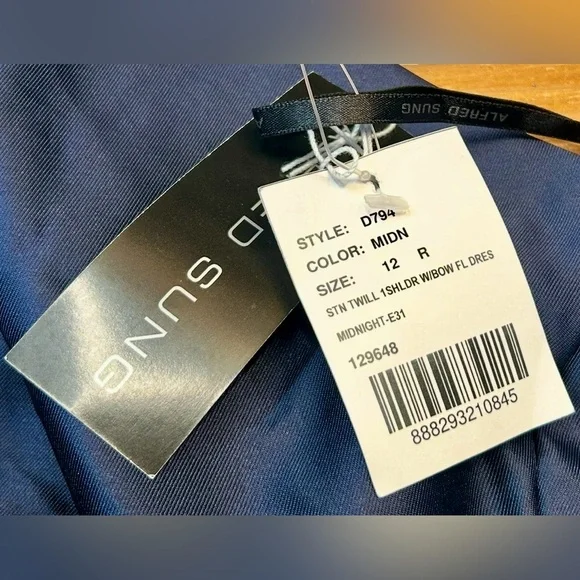 ALFRED SUNG
ED SUNG
STYLE: D794
COLOR: MIDN
SIZE: 12 R
STN TWILL 1SHLDR W/BOW FL DRES
MIDNIGHT-E31
129648
888293210845